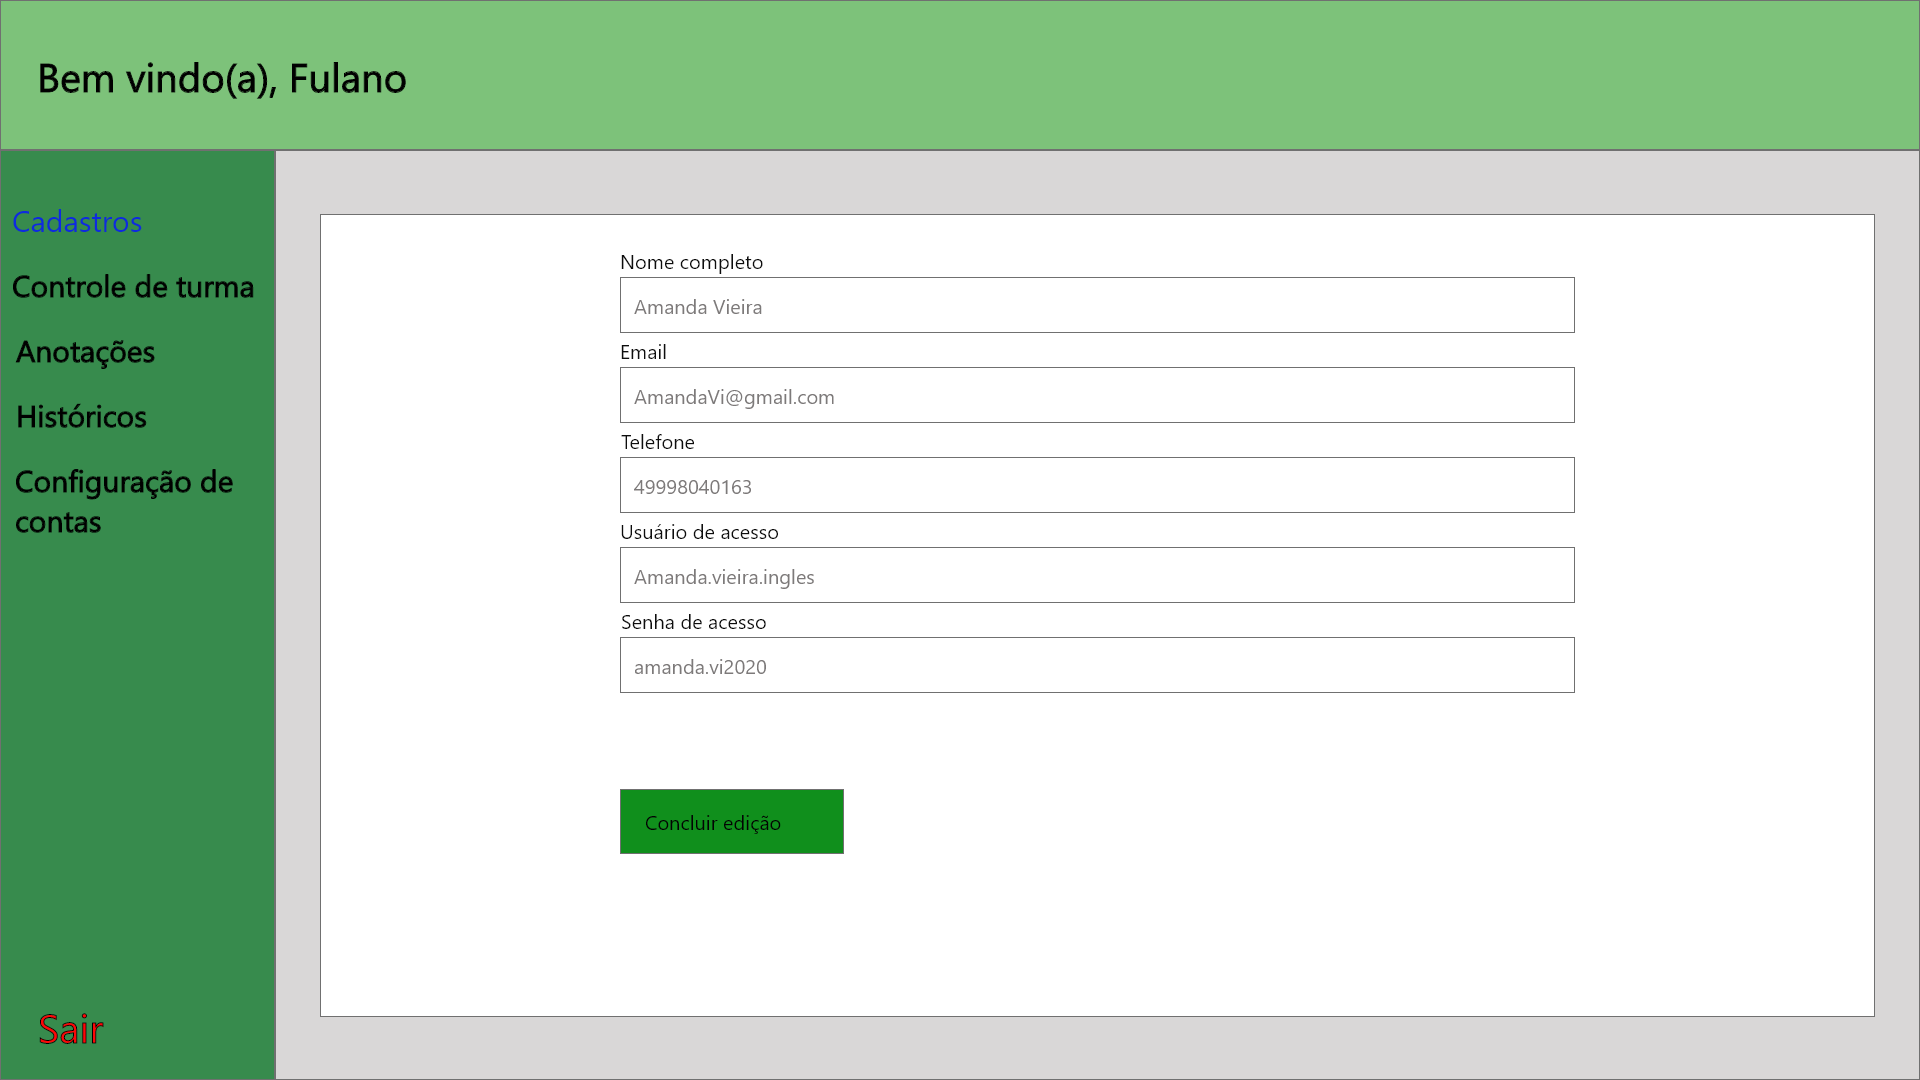 Bem vindo(a), Fulano
Cadastros
Controle de turma
Anotações
Históricos
Configuração de
contas
Sair
Nome completo
Amanda Vieira
Email
AmandaVi@gmail.com
Telefone
49998040163
Usuário de acesso
Amanda.vieira.ingles
Senha de acesso
amanda.vi2020
Concluir edição